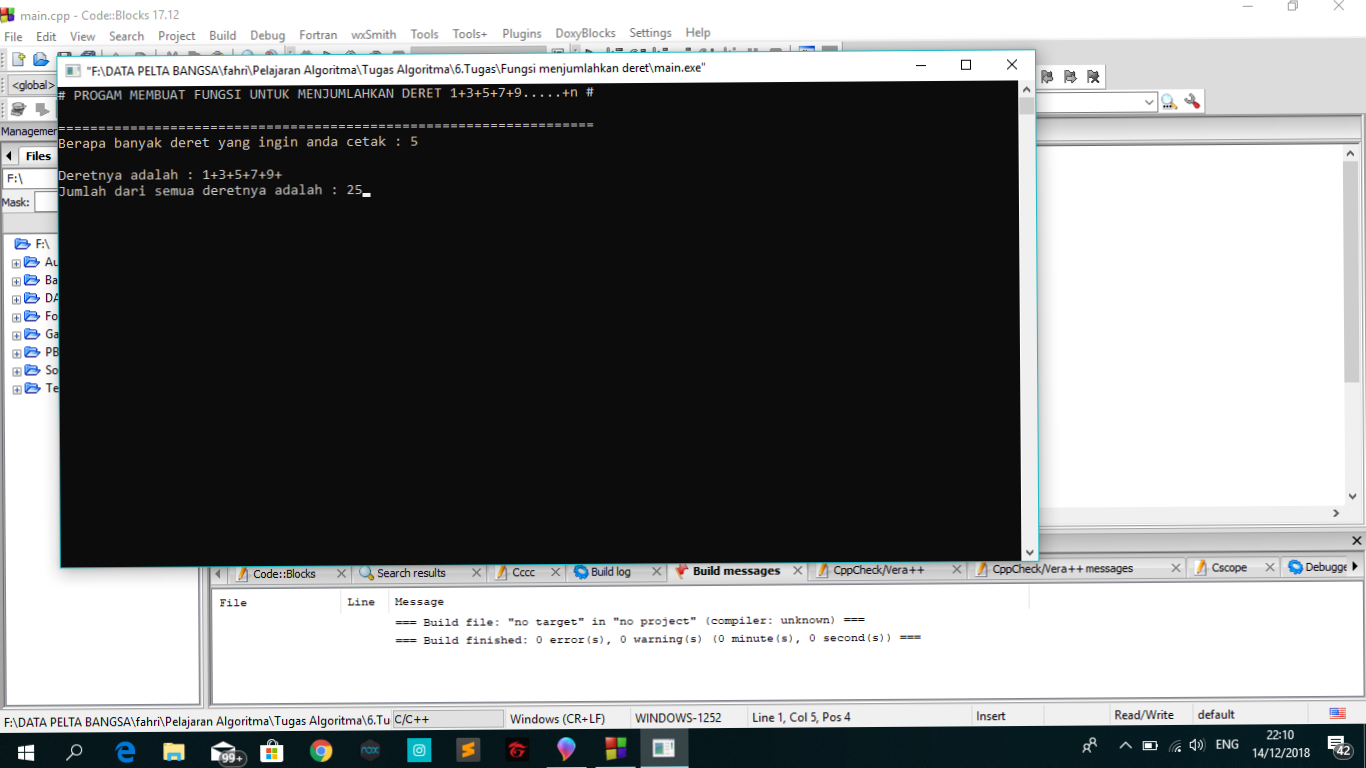 main.cpp - Code::Blocks 17.12
File Edit View Search Project Build Debug Fortran wxSmith Tools Tools+ Plugins DoxyBlocks Settings Help
"F:\DATA PELTA BANGSA\fahri\Pelajaran Algoritma\Tugas Algoritma\6.Tugas\Fungsi menjumlahkan deret\main.exe"
<global>
# PROGAM MEMBUAT FUNGSI UNTUK MENJUMLAHKAN DERET 1+3+5+7+9.....+n #
===================================================================
Berapa banyak deret yang ingin anda cetak : 5
Deretnya adalah : 1+3+5+7+9+
Jumlah dari semua deretnya adalah : 25
Managemen
Files
F:\
Mask:
F:\
Au
Ba
DA
Fo
Ga
PB
So
Te
Code::Blocks Search results Cccc Build log Build messages CppCheck/Vera++ CppCheck/Vera++ messages Cscope Debugge
File Line Message
=== Build file: "no target" in "no project" (compiler: unknown) ===
=== Build finished: 0 error(s), 0 warning(s) (0 minute(s), 0 second(s)) ===
F:\DATA PELTA BANGSA\fahri\Pelajaran Algoritma\Tugas Algoritma\6.Tu C/C++ Windows (CR+LF) WINDOWS-1252 Line 1, Col 5, Pos 4 Insert Read/Write default
99+
nox
ENG
22:10
14/12/2018
42